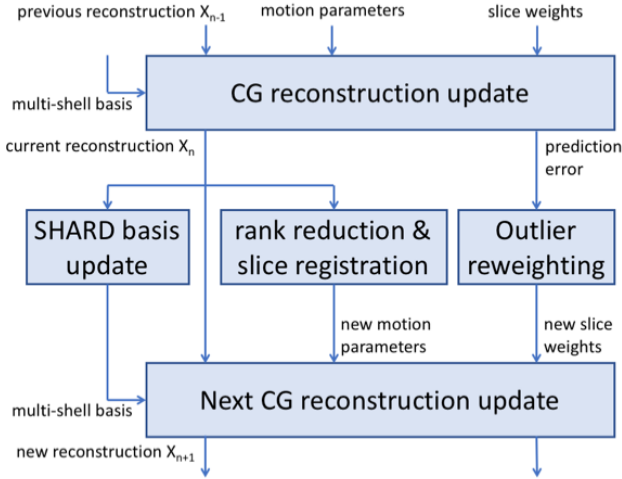 previous reconstruction Xn-1
motion parameters
slice weights
CG reconstruction update
multi-shell basis
current reconstruction Xn
prediction
error
SHARD basis
update
rank reduction &
slice registration
Outlier
reweighting
new motion
parameters
new slice
weights
Next CG reconstruction update
multi-shell basis
new reconstruction Xn+1